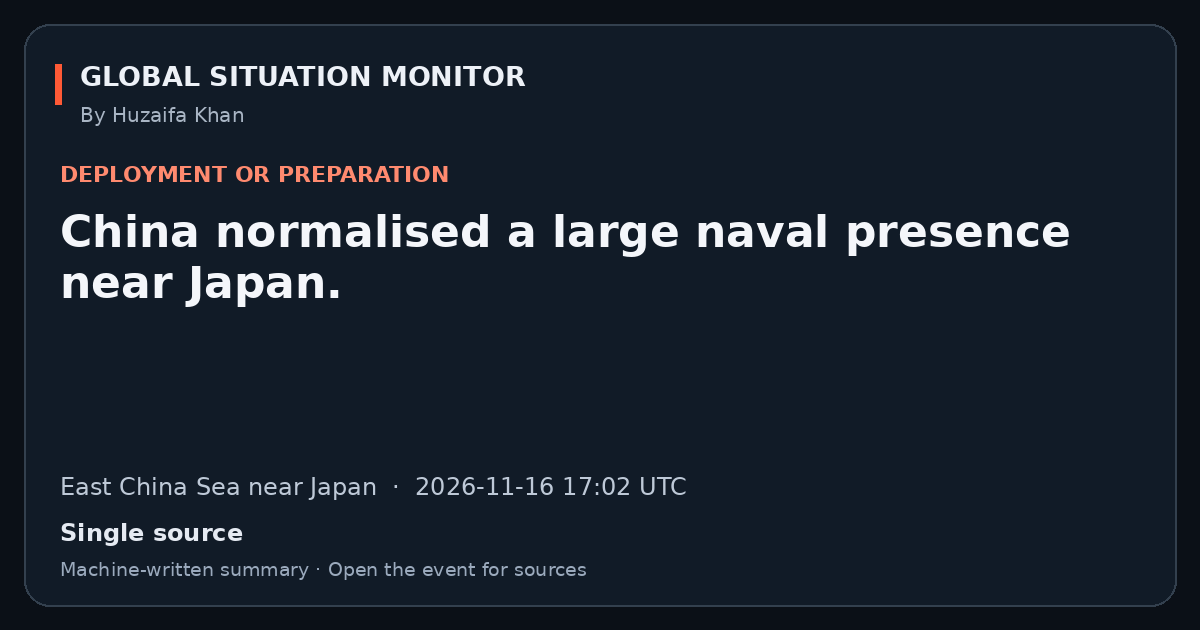 GLOBAL SITUATION MONITOR
By Huzaifa Khan
DEPLOYMENT OR PREPARATION
China normalised a large naval presence
near Japan.
East China Sea near Japan · 2026-11-16 17:02 UTC
Single source
Machine-written summary · Open the event for sources